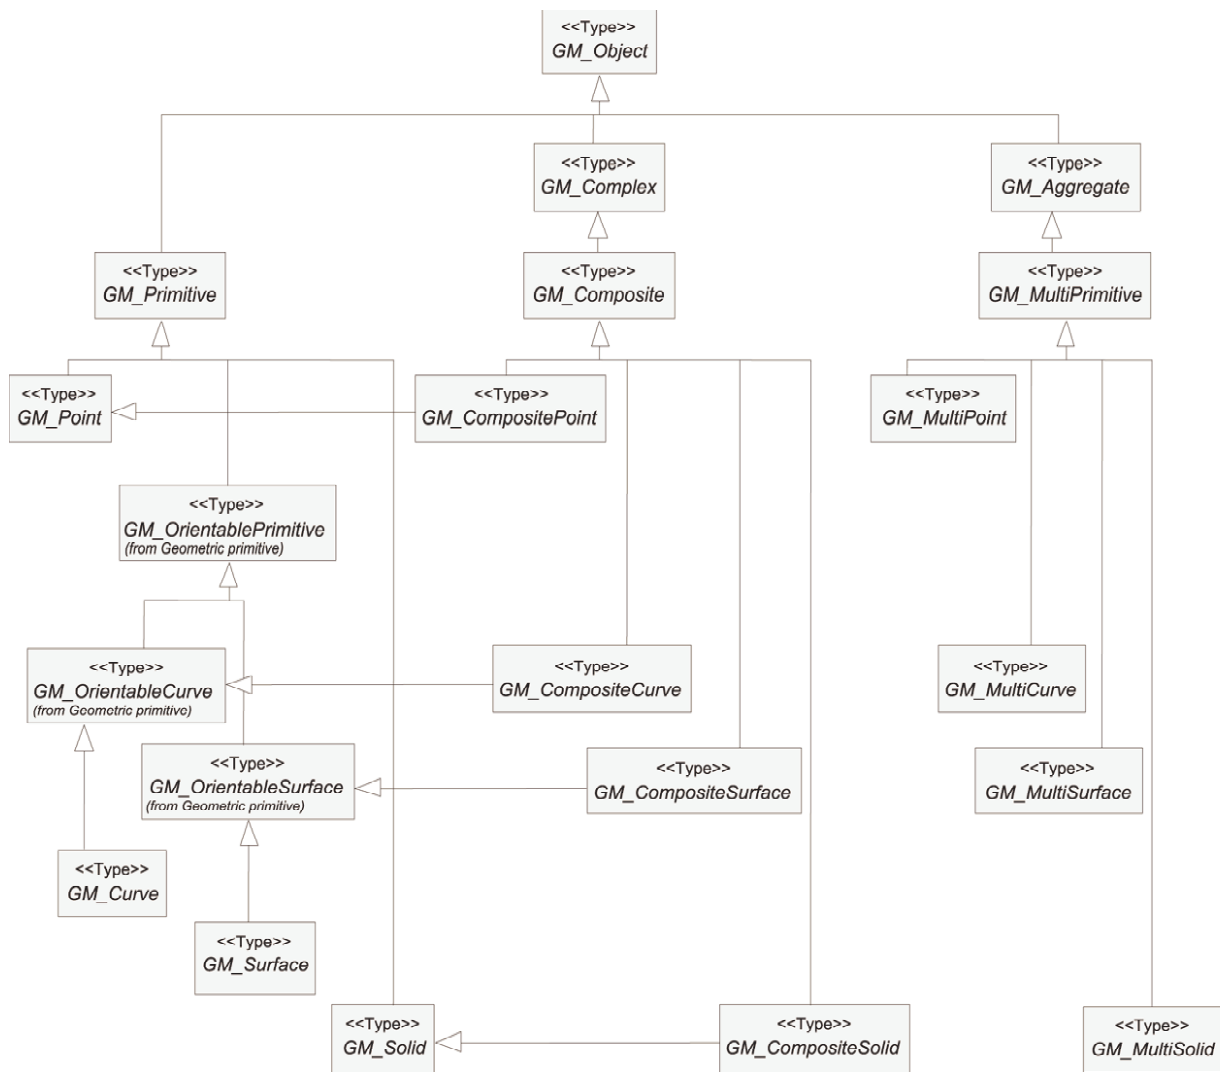 <<Type>>
GM_Object
<<Type>>
GM_Complex
<<Type>>
GM_Aggregate
<<Type>>
GM_Primitive
<<Type>>
GM_Composite
<<Type>>
GM_MultiPrimitive
<<Type>>
GM_Point
<<Type>>
GM_CompositePoint
<<Type>>
GM_MultiPoint
<<Type>>
GM_OrientablePrimitive
(from Geometric primitive)
<<Type>>
GM_OrientableCurve
(from Geometric primitive)
<<Type>>
GM_CompositeCurve
<<Type>>
GM_MultiCurve
<<Type>>
GM_OrientableSurface
(from Geometric primitive)
<<Type>>
GM_CompositeSurface
<<Type>>
GM_MultiSurface
<<Type>>
GM_Curve
<<Type>>
GM_Surface
<<Type>>
GM_Solid
<<Type>>
GM_CompositeSolid
<<Type>>
GM_MultiSolid